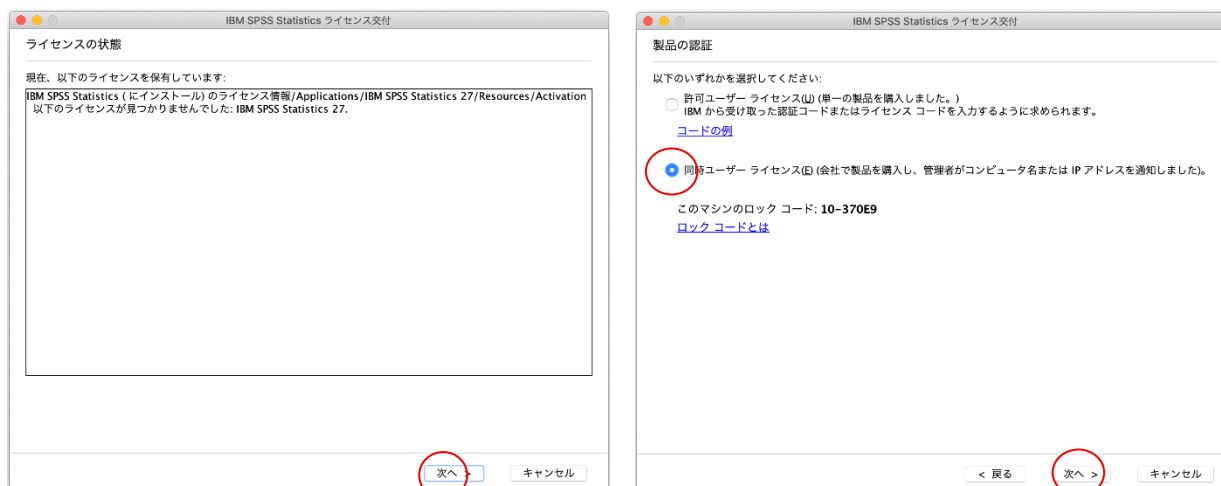 IBM SPSS Statistics ライセンス交付
ライセンスの状態
現在、以下のライセンスを保有しています:
IBM SPSS Statistics ( にインストール) のライセンス情報/Applications/IBM SPSS Statistics 27/Resources/Activation
以下のライセンスが見つかりませんでした: IBM SPSS Statistics 27.
次へ >
キャンセル
IBM SPSS Statistics ライセンス交付
製品の認証
以下のいずれかを選択してください:
許可ユーザー ライセンス(U) (単一の製品を購入しました。)
IBM から受け取った認証コードまたはライセンス コードを入力するように求められます。
コードの例
同時ユーザー ライセンス(E) (会社で製品を購入し、管理者がコンピュータ名または IP アドレスを通知しました)。
このマシンのロック コード: 10-370E9
ロック コードとは
< 戻る
次へ >
キャンセル